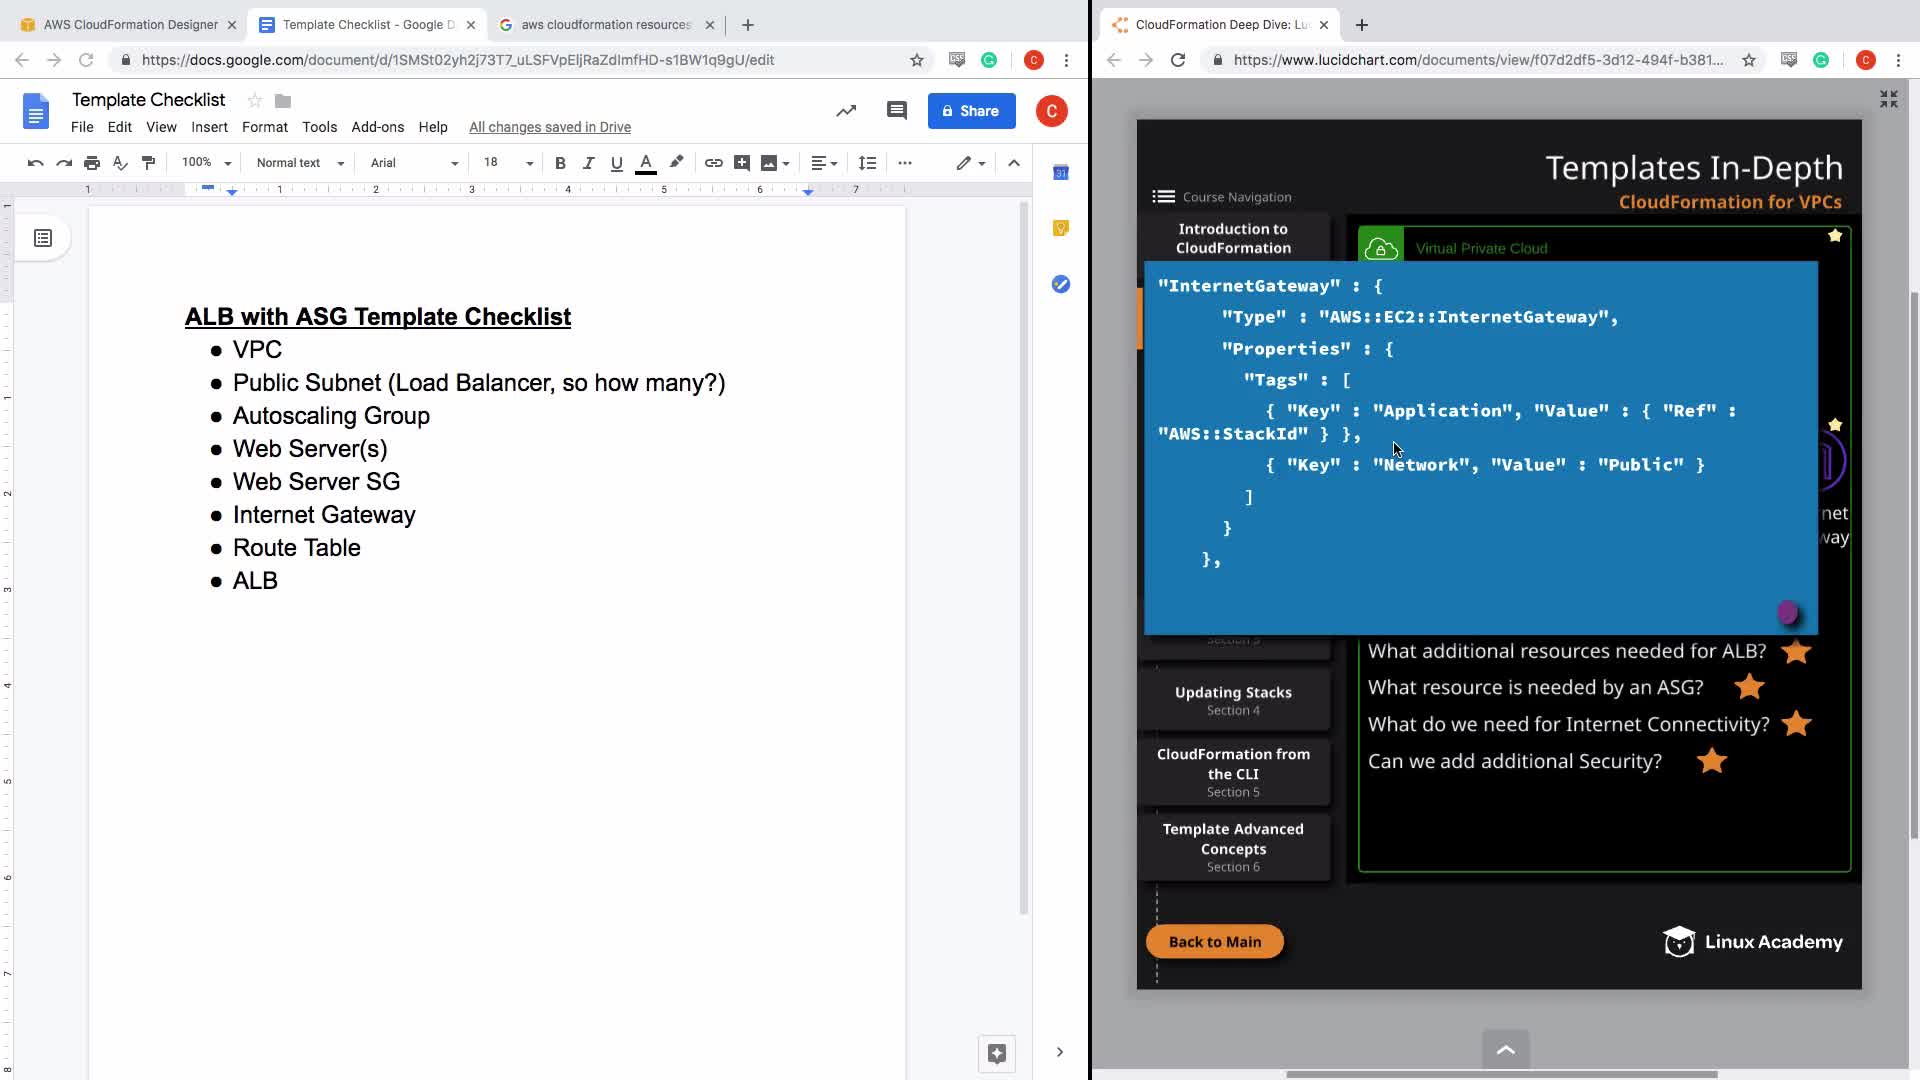 AWS CloudFormation Designer
Template Checklist - Google D
aws cloudformation resources
https://docs.google.com/document/d/1SMSt02yh2j73T7_uLSFVpEljRaZdImfHD-s1BW1q9gU/edit
Template Checklist
File Edit View Insert Format Tools Add-ons Help All changes saved in Drive
Share
C
100% Normal text Arial 18
1 1 2 3 4 5 6 7
ALB with ASG Template Checklist
● VPC
● Public Subnet (Load Balancer, so how many?)
● Autoscaling Group
● Web Server(s)
● Web Server SG
● Internet Gateway
● Route Table
● ALB
CloudFormation Deep Dive: Lu
https://www.lucidchart.com/documents/view/f07d2df5-3d12-494f-b381...
Templates In-Depth
CloudFormation for VPCs
Course Navigation
Introduction to
CloudFormation
Virtual Private Cloud
"InternetGateway" : {
"Type" : "AWS::EC2::InternetGateway",
"Properties" : {
"Tags" : [
{ "Key" : "Application", "Value" : { "Ref" :
"AWS::StackId" } },
{ "Key" : "Network", "Value" : "Public" }
]
}
},
net
way
Section 3
Updating Stacks
Section 4
CloudFormation from
the CLI
Section 5
Template Advanced
Concepts
Section 6
What additional resources needed for ALB?
What resource is needed by an ASG?
What do we need for Internet Connectivity?
Can we add additional Security?
Back to Main
Linux Academy